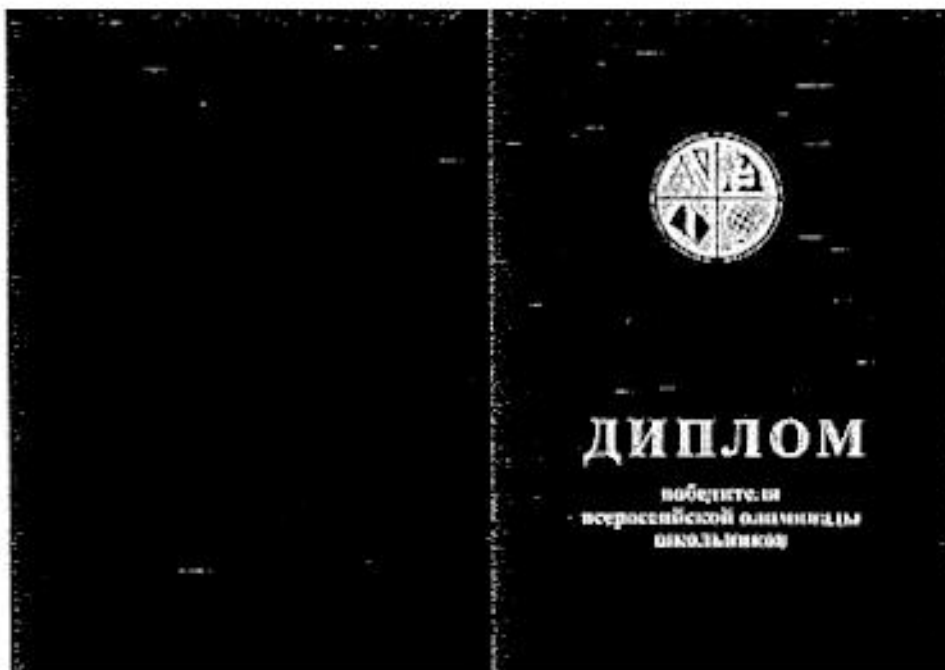 ДИПЛОМ
победителя
всероссийской олимпиады
школьников